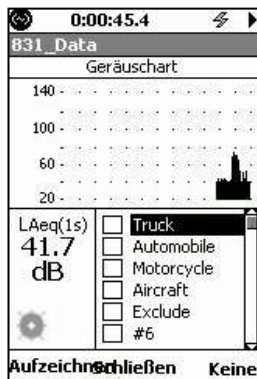 0:00:45.4
831_Data
Geräuschart
140
100
60
20
LAeq(1s)
41.7
dB
Truck
Automobile
Motorcycle
Aircraft
Exclude
#6
Aufzeichnen Schließen Keine